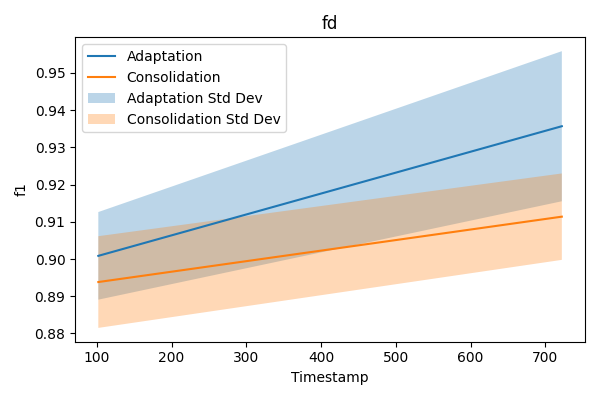 fd
Adaptation
Consolidation
Adaptation Std Dev
Consolidation Std Dev
f1
0.95
0.94
0.93
0.92
0.91
0.90
0.89
0.88
100 200 300 400 500 600 700
Timestamp